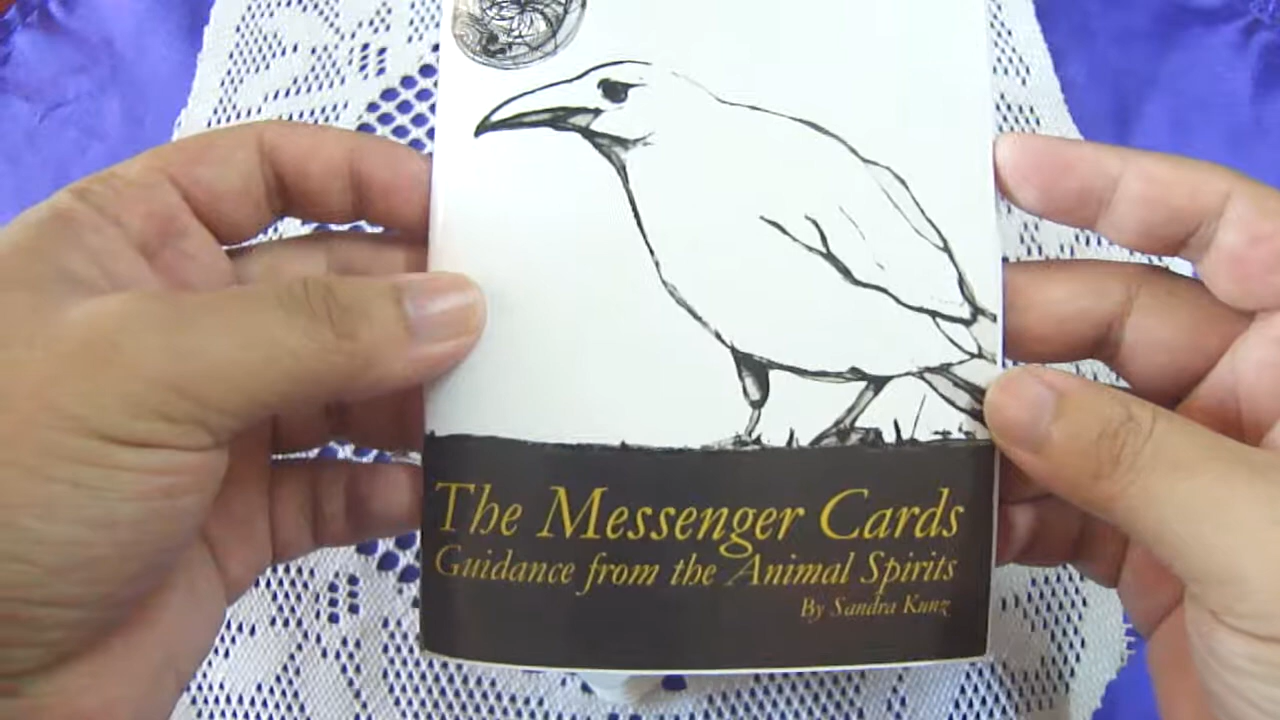 The Messenger Cards
Guidance from the Animal Spirits
By Sandra Kunz